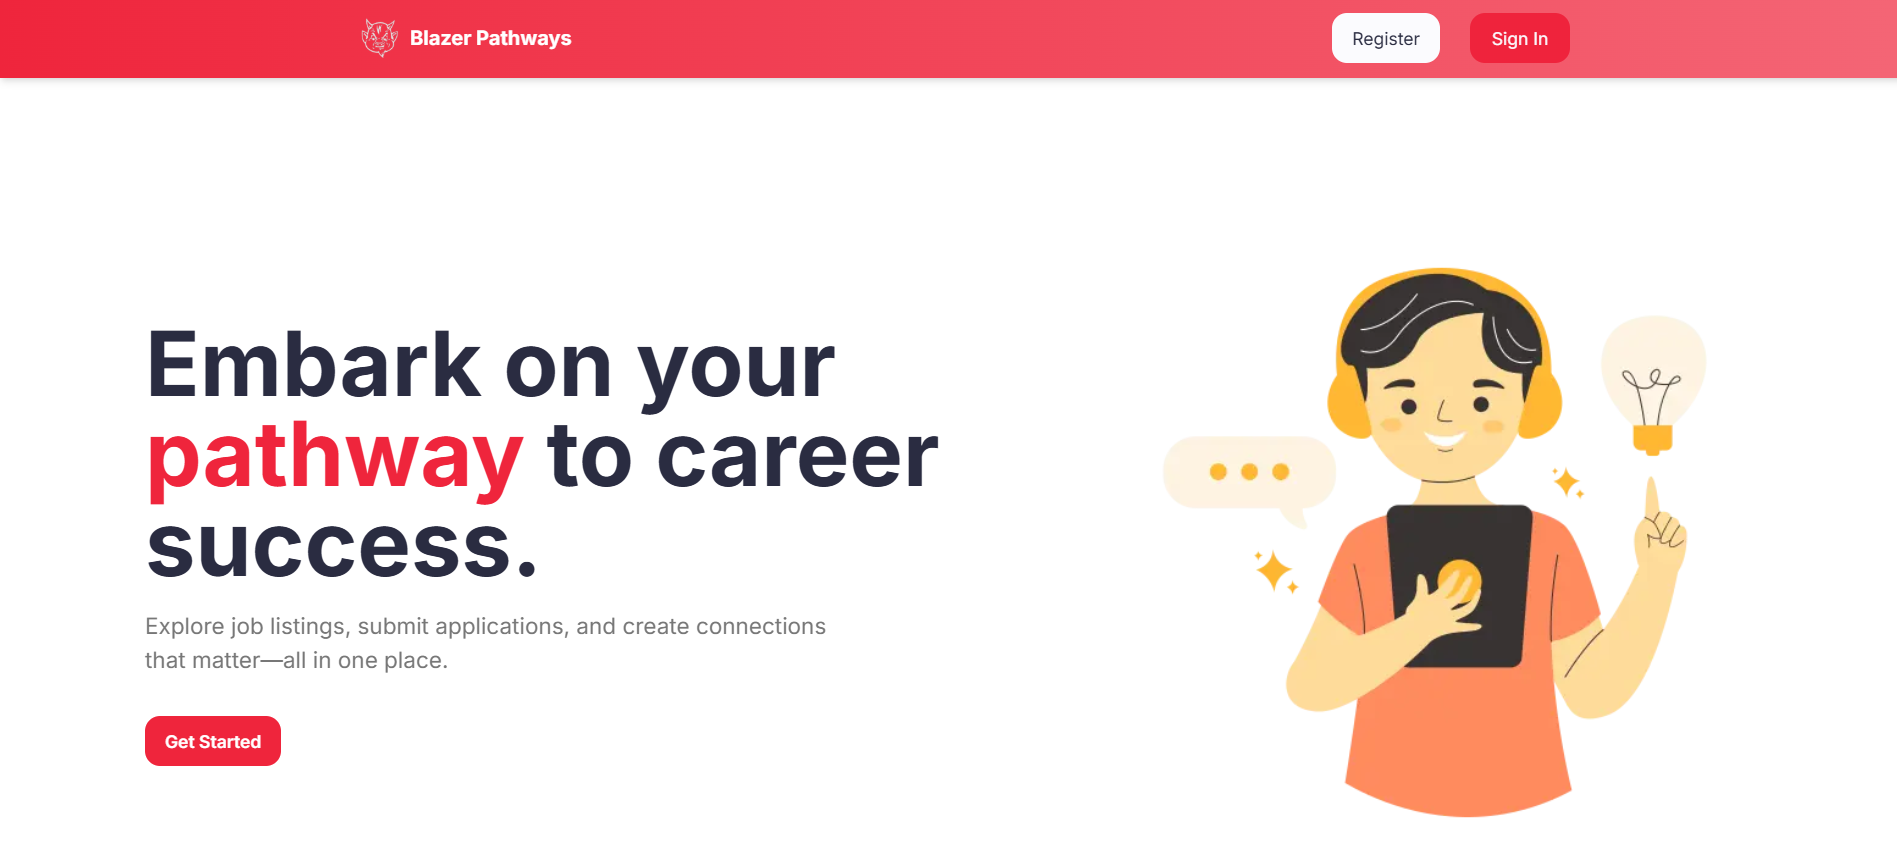 Blazer Pathways
Register
Sign In
Embark on your
pathway to career
success.
Explore job listings, submit applications, and create connections
that matter—all in one place.
Get Started